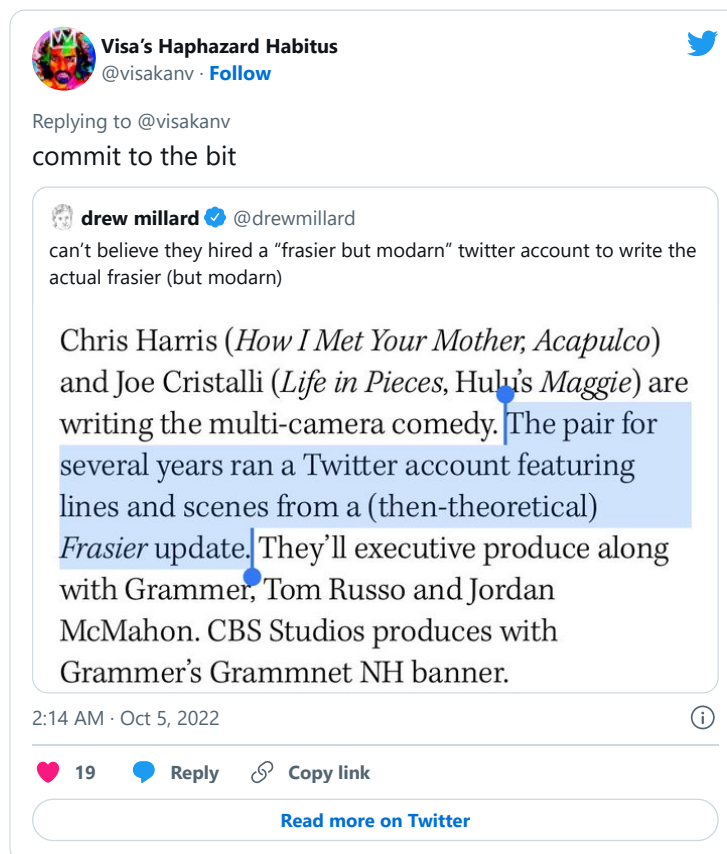 Visa's Haphazard Habitus
@visakanv · Follow
Replying to @visakanv
commit to the bit
drew millard @drewmillard
can't believe they hired a “frasier but modarn” twitter account to write the
actual frasier (but modarn)
Chris Harris (How I Met Your Mother, Acapulco)
and Joe Cristalli (Life in Pieces, Hulu's Maggie) are
writing the multi-camera comedy. The pair for
several years ran a Twitter account featuring
lines and scenes from a (then-theoretical)
Frasier update. They'll executive produce along
with Grammer, Tom Russo and Jordan
McMahon. CBS Studios produces with
Grammer's Grammnet NH banner.
2:14 AM · Oct 5, 2022
19 Reply Copy link
Read more on Twitter